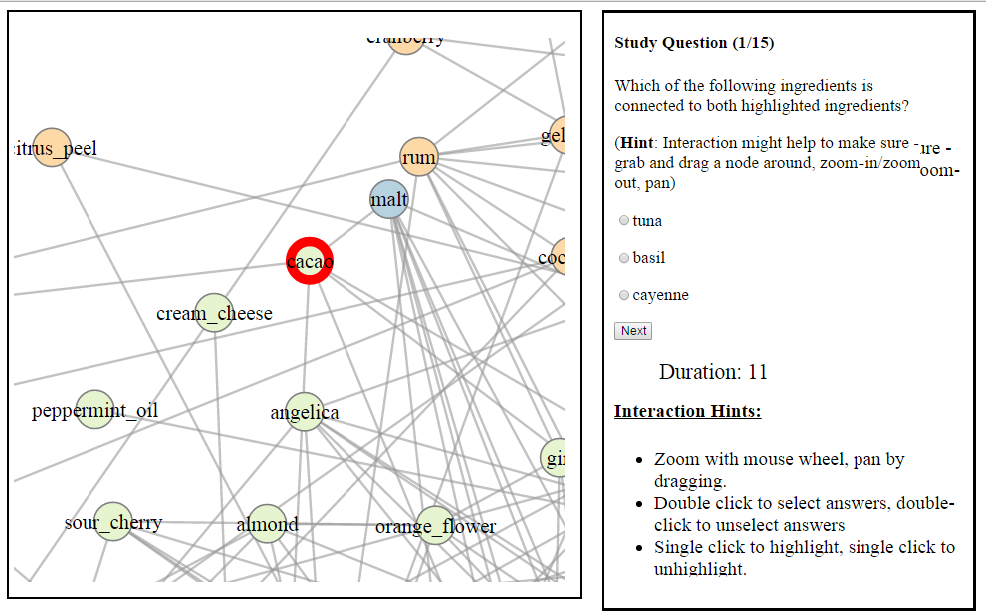 cranberry
itrus_peel
gel
rum
malt
cacao
coc
cream_cheese
peppermint_oil
angelica
gi
sour_cherry
almond
orange_flower
Study Question (1/15)
Which of the following ingredients is
connected to both highlighted ingredients?
(Hint: Interaction might help to make sure -
ire -
grab and drag a node around, zoom-in/zoom
oom-
out, pan)
tuna
basil
cayenne
Next
Duration: 11
Interaction Hints:
• Zoom with mouse wheel, pan by
dragging.
• Double click to select answers, double-
click to unselect answers
• Single click to highlight, single click to
unhighlight.